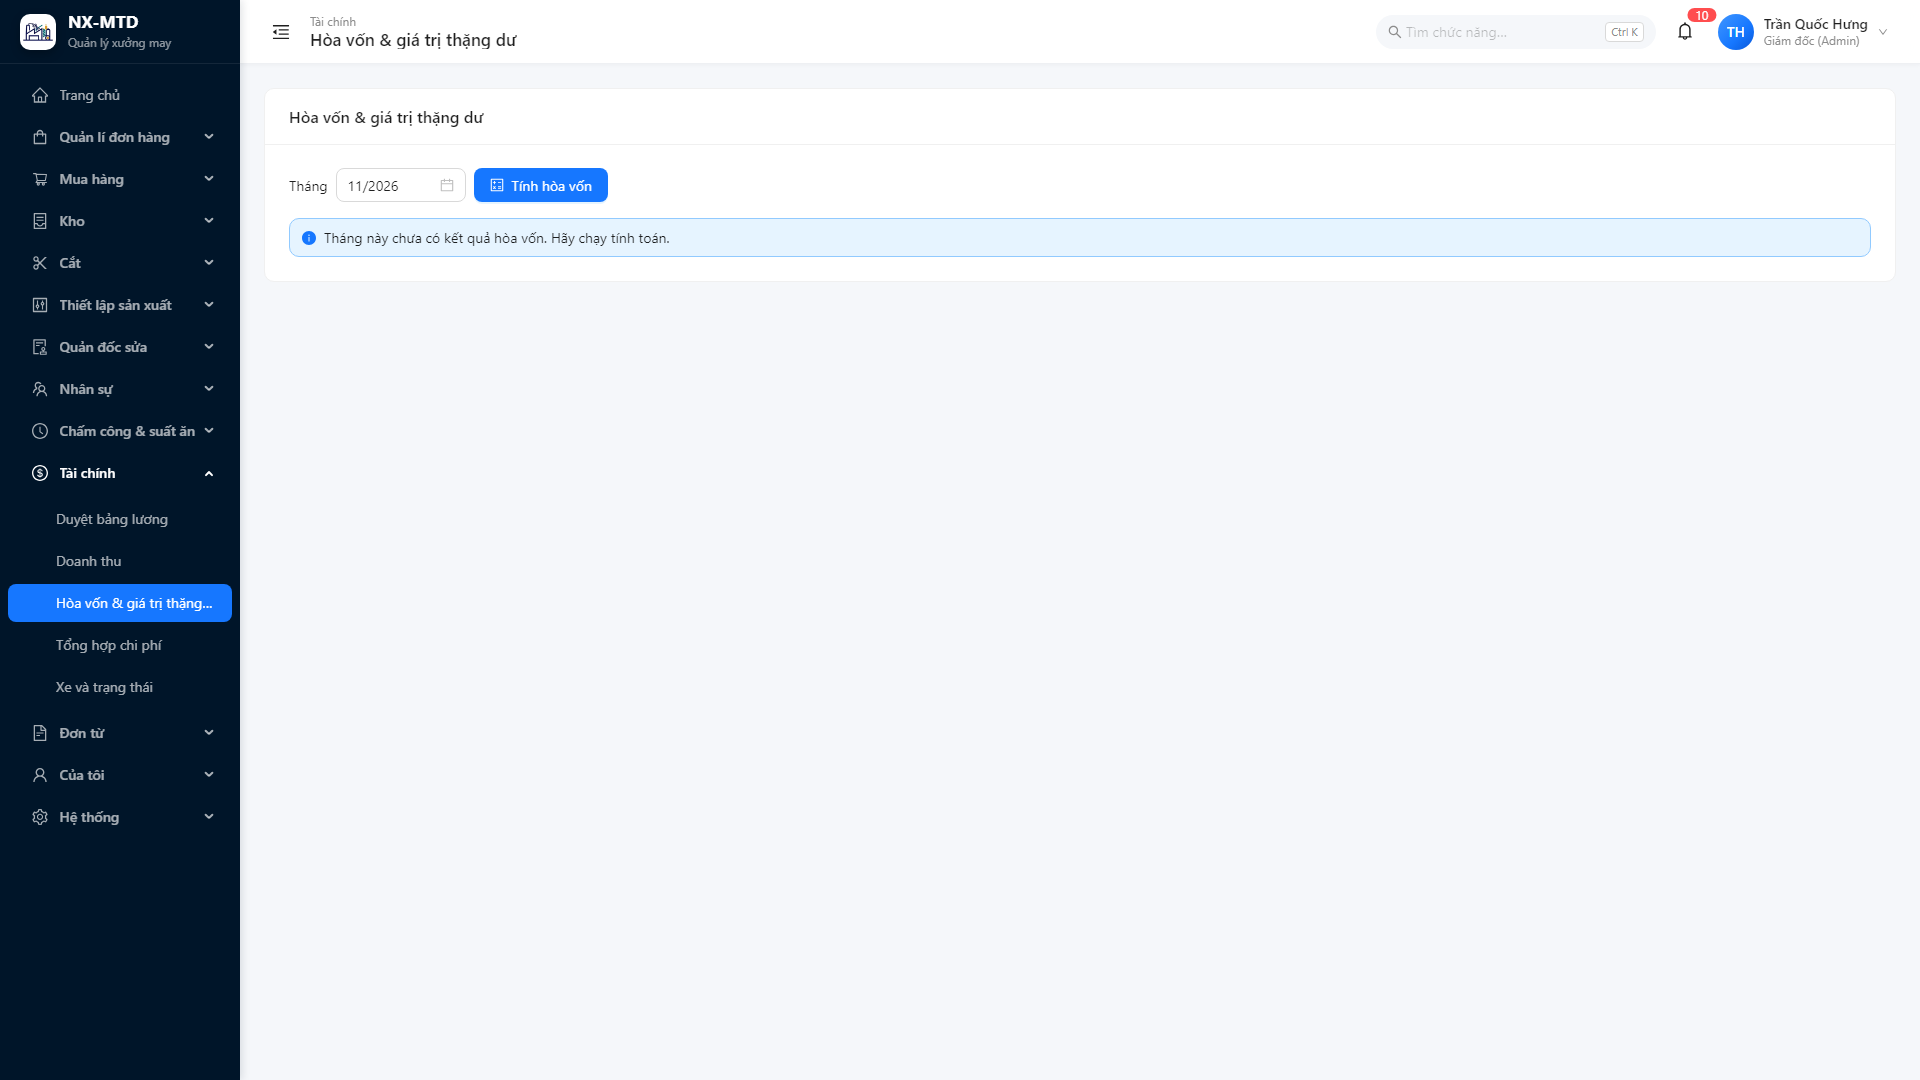 NX-MTD
Quản lý xưởng may
Trang chủ
Quản lí đơn hàng
Mua hàng
Kho
Cắt
Thiết lập sản xuất
Quản đốc sửa
Nhân sự
Chấm công & suất ăn
Tài chính
Duyệt bảng lương
Doanh thu
Hòa vốn & giá trị thặng...
Tổng hợp chi phí
Xe và trạng thái
Đơn từ
Của tôi
Hệ thống
Tài chính
Hòa vốn & giá trị thặng dư
Tìm chức năng...
Ctrl K
10
TH
Trần Quốc Hưng
Giám đốc (Admin)
Hòa vốn & giá trị thặng dư
Tháng 11/2026 Tính hòa vốn
Tháng này chưa có kết quả hòa vốn. Hãy chạy tính toán.